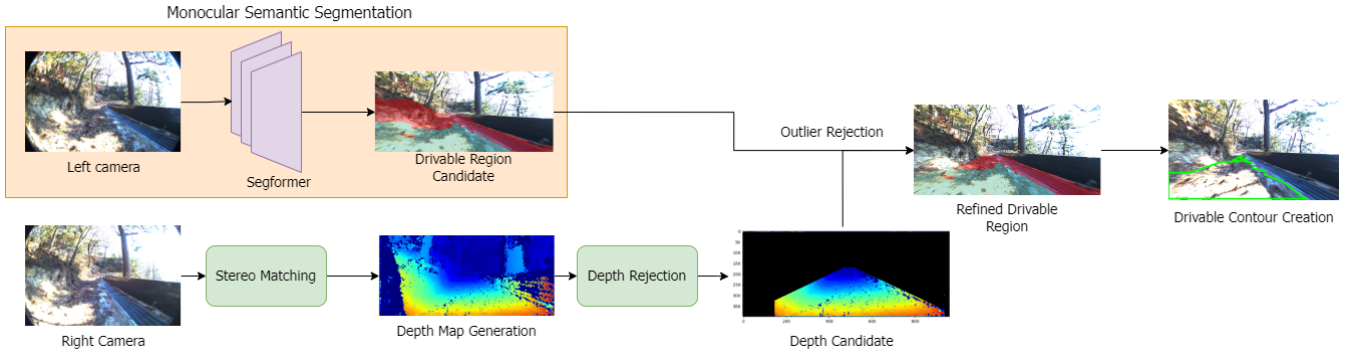 Monocular Semantic Segmentation
Left camera
Segformer
Drivable Region
Candidate
Outlier Rejection
Refined Drivable
Region
Drivable Contour Creation
Right Camera
Stereo Matching
Depth Map Generation
Depth Rejection
Depth Candidate